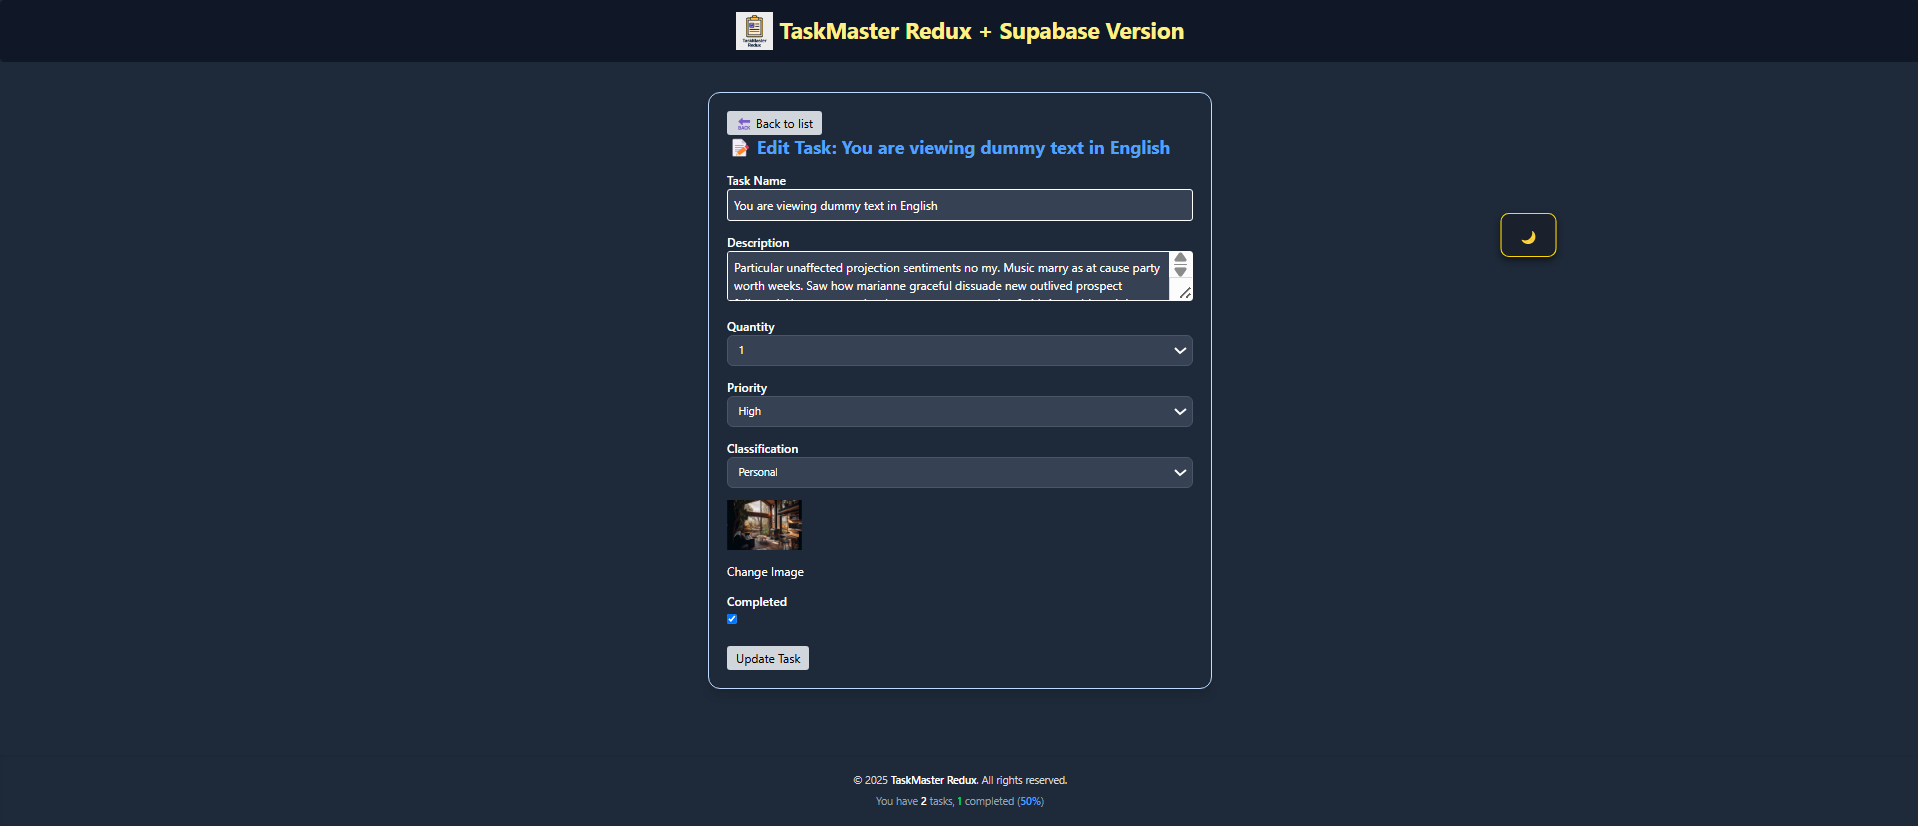 TaskMaster
Redux
TaskMaster Redux + Supabase Version
BACK
Back to list
Edit Task: You are viewing dummy text in English
Task Name
You are viewing dummy text in English
Description
Particular unaffected projection sentiments no my. Music marry as at cause party
worth weeks. Saw how marianne graceful dissuade new outlived prospect
Quantity
1
Priority
High
Classification
Personal
Change Image
Completed
Update Task
© 2025 TaskMaster Redux. All rights reserved.
You have 2 tasks, 1 completed (50%)